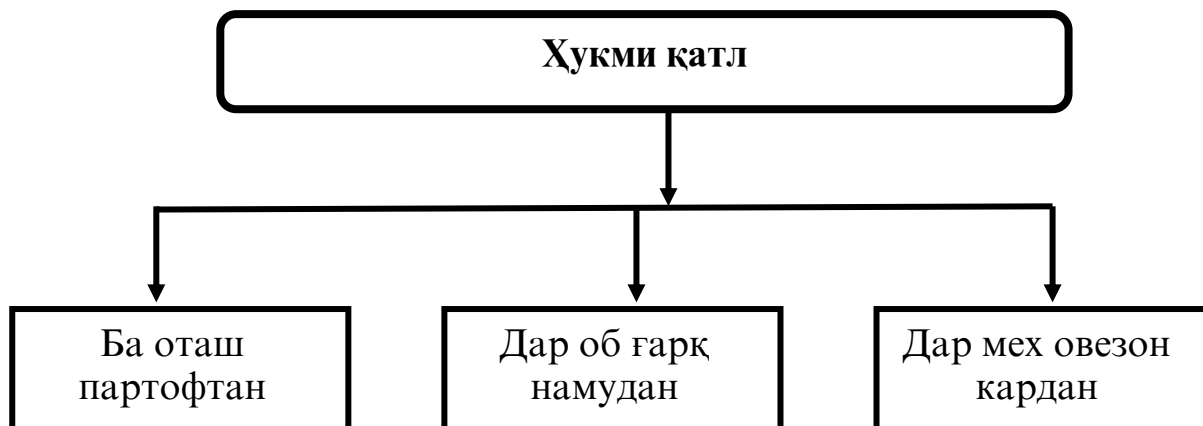 Ҳукми қатл
Ба оташ
партофтан
Дар об ғарқ
намудан
Дар мех овезон
кардан